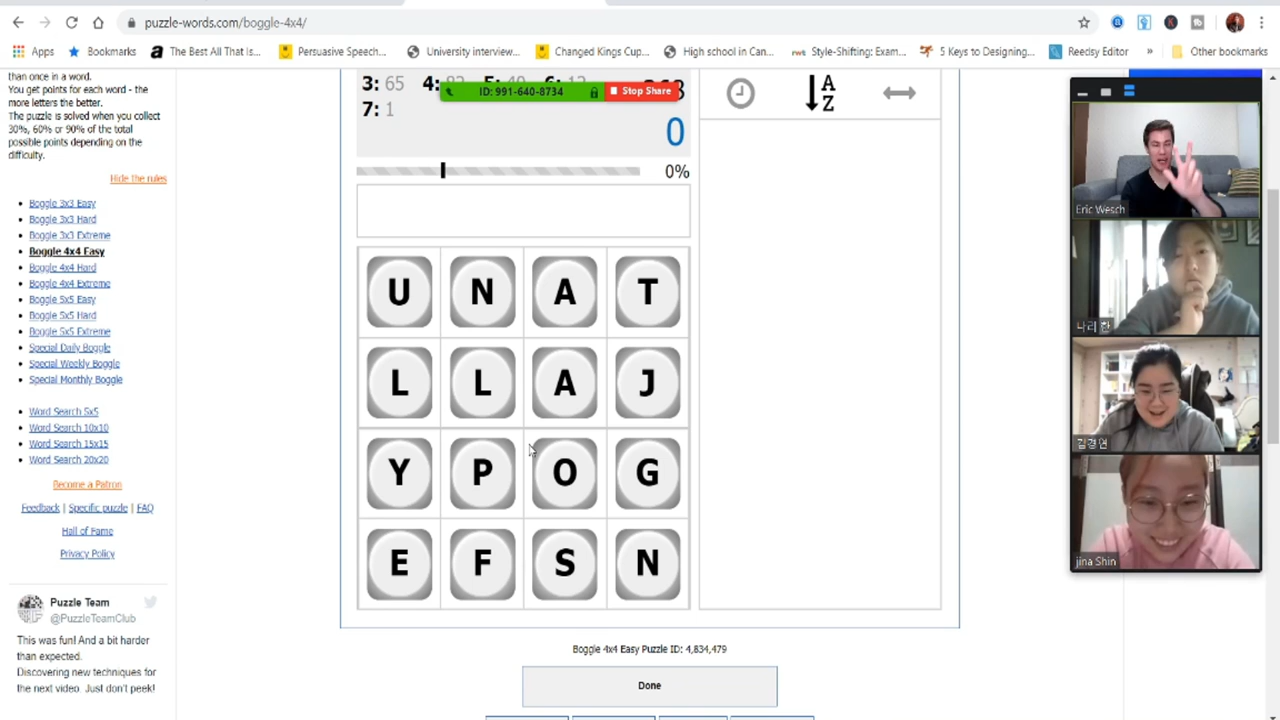 puzzle-words.com/boggle-4x4/
Apps Bookmarks The Best All That Is... Persuasive Speech... University interview... Changed Kings Cup... High school in Can... Style-Shifting: Exam... 5 Keys to Designing... Reedsy Editor » Other bookmarks
than once in a word.
You get points for each word - the
more letters the better.
The puzzle is solved when you collect
30%, 60% or 90% of the total
possible points depending on the
difficulty.
Hide the rules
Boggle 3x3 Easy
Boggle 3x3 Hard
Boggle 3x3 Extreme
Boggle 4x4 Easy
Boggle 4x4 Hard
Boggle 4x4 Extreme
Boggle 5x5 Easy
Boggle 5x5 Hard
Boggle 5x5 Extreme
Special Daily Boggle
Special Weekly Boggle
Special Monthly Boggle
Word Search 5x5
Word Search 10x10
Word Search 15x15
Word Search 20x20
Become a Patron
Feedback | Specific puzzle | FAQ
Hall of Fame
Privacy Policy
Puzzle Team
@PuzzleTeamClub
This was fun! And a bit harder
than expected.
Discovering new techniques for
the next video. Just don't peek!
3: 65 4:
7: 1
ID: 991-640-8734 Stop Share
0
0%
A
Z
U N A T
L L A J
Y P O G
E F S N
Boggle 4x4 Easy Puzzle ID: 4,834,479
Done
Eric Wesch
나리 한
김경연
jina Shin